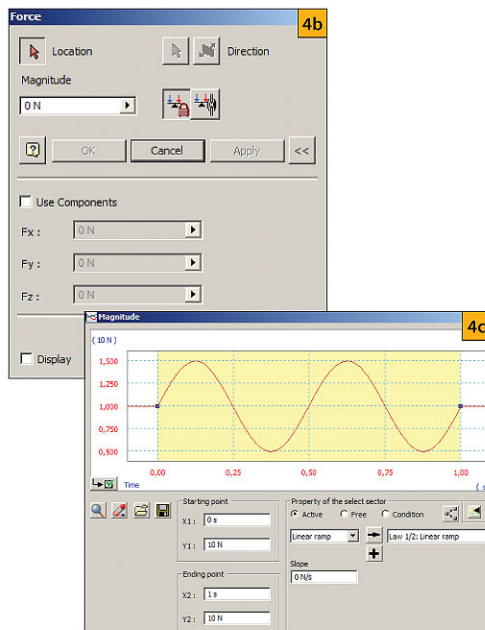 Force
4b
Location
Direction
Magnitude
0 N
OK Cancel Apply <<
Use Components
Fx : 0 N
Fy : 0 N
Fz : 0 N
Display
Magnitude
4c
( 10 N )
1,500
1,250
1,000
0,750
0,500
0,00 0,25 0,50 0,75 1,00
Time ( s
Starting point
X1 : 0 s
Y1 : 10 N
Ending point
X2 : 1 s
Y2 : 10 N
Property of the select sector
Active Free Condition
Linear ramp Law 1/2: Linear ramp
Slope
0 N/s